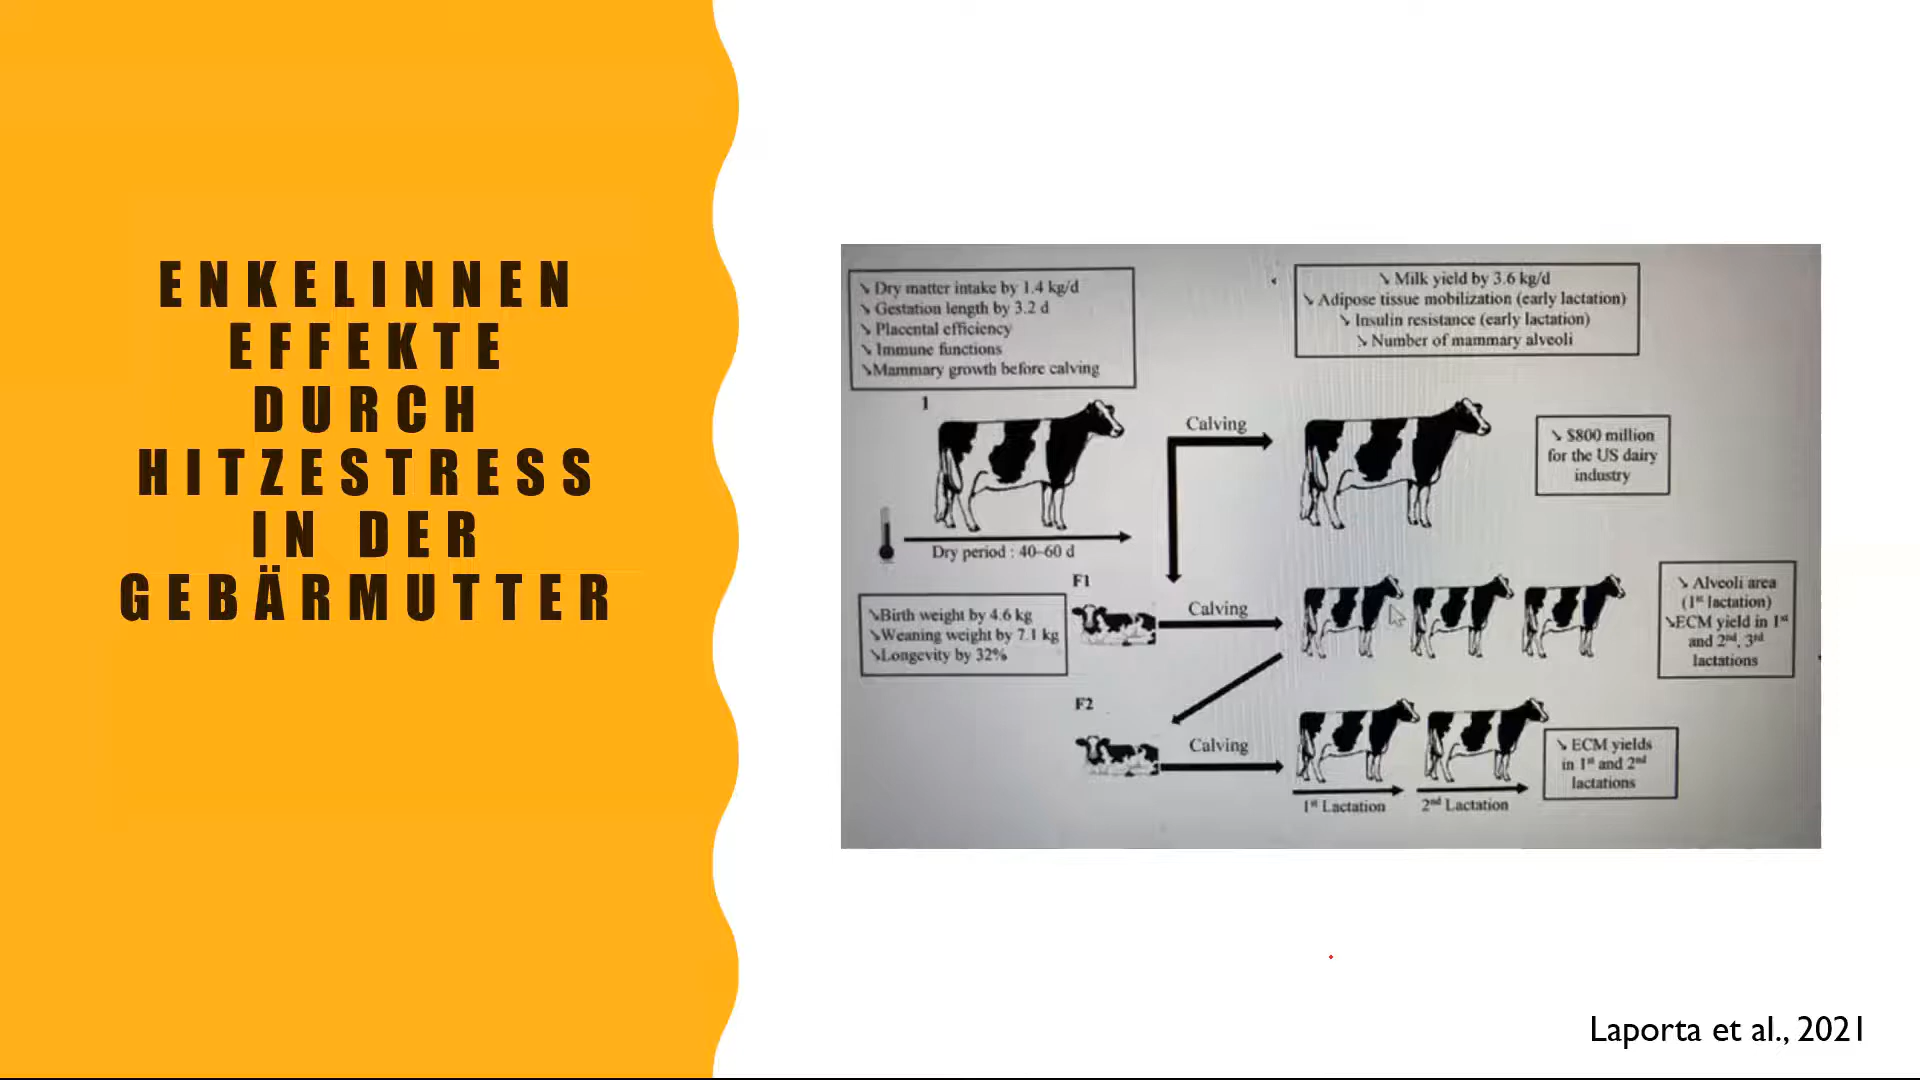 ENKELINNEN
EFFEKTE
DURCH
HITZESTRESS
IN DER
GEBÄRMUTTER
↘ Dry matter intake by 1.4 kg/d
↘ Gestation length by 3.2 d
↘ Placental efficiency
↘ Immune functions
↘Mammary growth before calving
↘ Milk yield by 3.6 kg/d
↘ Adipose tissue mobilization (early lactation)
↘ Insulin resistance (early lactation)
↘ Number of mammary alveoli
1
Calving
↘ $800 million
for the US dairy
industry
Dry period : 40–60 d
F1
↘Birth weight by 4.6 kg
↘Weaning weight by 7.1 kg
↘Longevity by 32%
Calving
↘ Alveoli area
(1st lactation)
↘ECM yield in 1st
and 2nd, 3rd
lactations
F2
Calving
↘ ECM yields
in 1st and 2nd
lactations
1st Lactation
2nd Lactation
Laporta et al., 2021